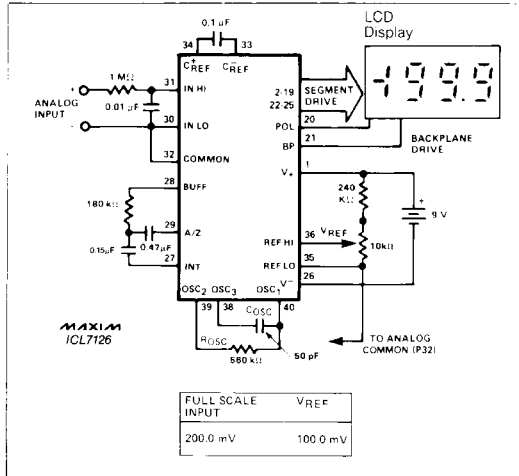 LCD
Display
0.1 µF
34
33
C+REF
C-REF
1 MΩ
31
IN HI
ANALOG
INPUT
0.01 µF
30
IN LO
32
COMMON
28
BUFF
180 kΩ
29
A/Z
0.47µF
0.15µF
27
INT
OSC2
OSC3
OSC1
39
38
40
COSC
ROSC
50 pF
560 kΩ
MAXIM
ICL7126
2-19
22-25
SEGMENT
DRIVE
20
POL
21
BP
BACKPLANE
DRIVE
-199.9
1
V+
240
KΩ
9 V
36
VREF
REF HI
10kΩ
35
REF LO
26
V-
TO ANALOG
COMMON (P32)
FULL SCALE
INPUT
VREF
200.0 mV
100.0 mV